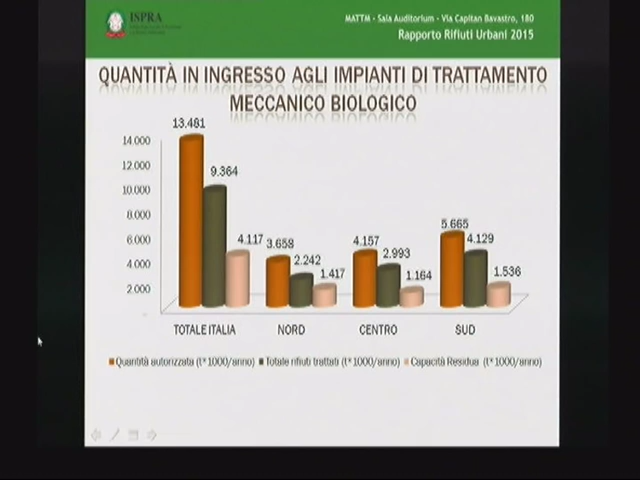 ISPRA
MATTM - Sala Auditorium - Via Capitan Bavastro, 180
Rapporto Rifiuti Urbani 2015
QUANTITÀ IN INGRESSO AGLI IMPIANTI DI TRATTAMENTO
MECCANICO BIOLOGICO
14.000
12.000
10.000
8.000
6.000
4.000
2.000
-
13.481
9.364
4.117
3.658
2.242
1.417
4.157
2.993
1.164
5.665
4.129
1.536
TOTALE ITALIA NORD CENTRO SUD
Quantità autorizzata (t*1000/anno) Totale rifiuti trattati (t*1000/anno) Capacità Residua (t*1000/anno)